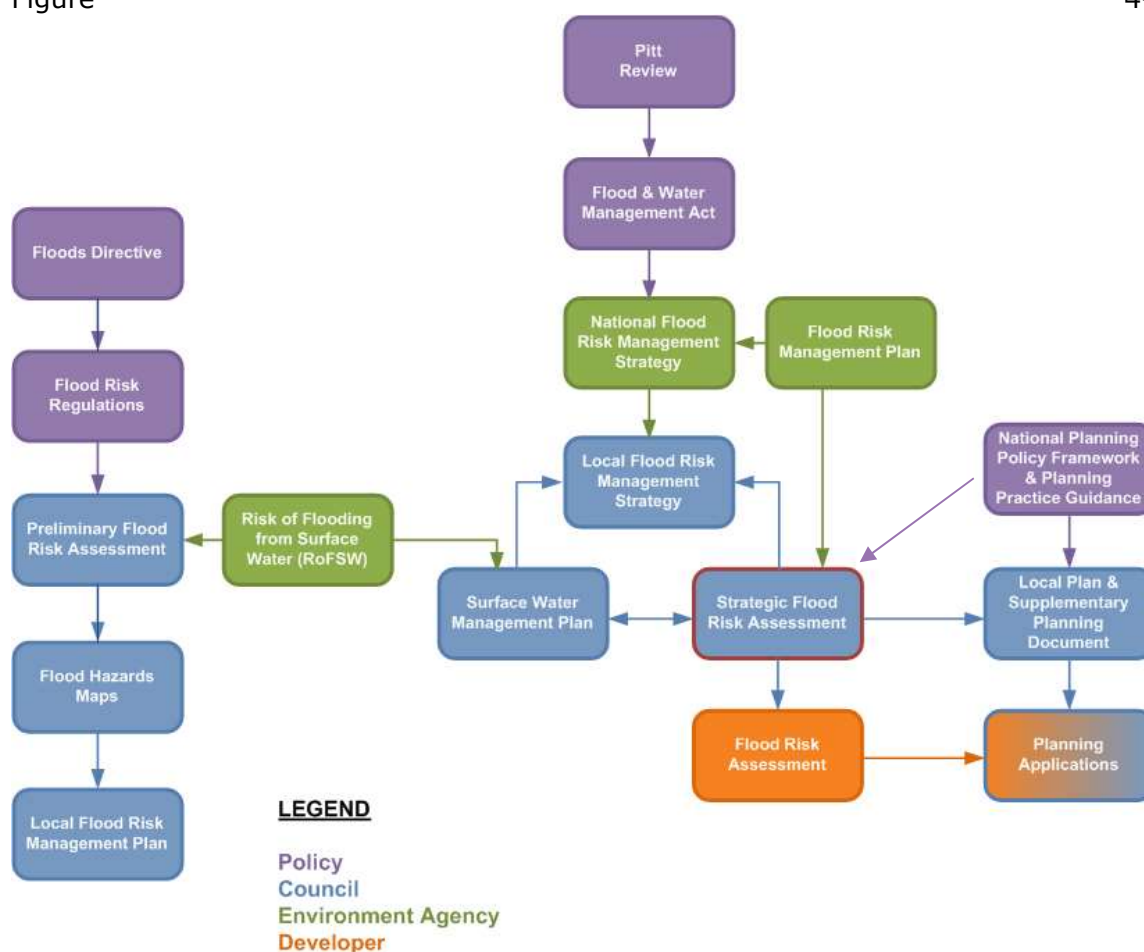 Figure
4
Pitt
Review
Flood & Water
Management Act
Floods Directive
National Flood
Risk Management
Strategy
Flood Risk
Management Plan
Flood Risk
Regulations
Local Flood Risk
Management
Strategy
National Planning
Policy Framework
& Planning
Practice Guidance
Preliminary Flood
Risk Assessment
Risk of Flooding
from Surface
Water (RoFSW)
Surface Water
Management Plan
Strategic Flood
Risk Assessment
Local Plan &
Supplementary
Planning
Document
Flood Hazards
Maps
Flood Risk
Assessment
Planning
Applications
Local Flood Risk
Management Plan
LEGEND
Policy
Council
Environment Agency
Developer